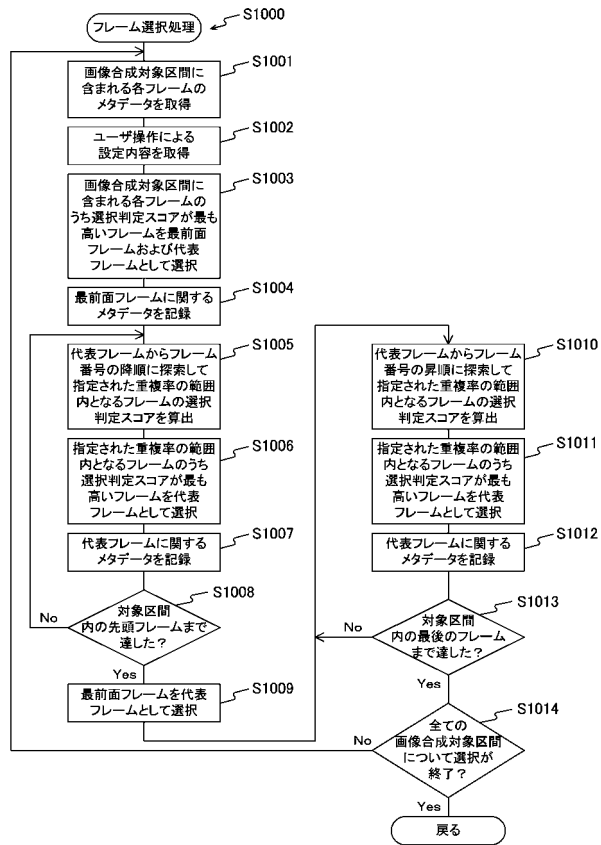 フレーム選択処理
S1000
S1001
画像合成対象区間に
含まれる各フレームの
メタデータを取得
S1002
ユーザ操作による
設定内容を取得
S1003
画像合成対象区間に
含まれる各フレームの
うち選択判定スコアが最も
高いフレームを最前面
フレームおよび代表
フレームとして選択
S1004
最前面フレームに関する
メタデータを記録
S1005
代表フレームからフレーム
番号の降順に探索して
指定された重複率の範囲
内となるフレームの選択
判定スコアを算出
S1006
指定された重複率の範囲
内となるフレームのうち
選択判定スコアが最も
高いフレームを代表
フレームとして選択
S1007
代表フレームに関する
メタデータを記録
S1008
No
対象区間
内の先頭フレームまで
達した？
Yes
S1009
最前面フレームを代表
フレームとして選択
S1010
代表フレームからフレーム
番号の昇順に探索して
指定された重複率の範囲
内となるフレームの選択
判定スコアを算出
S1011
指定された重複率の範囲
内となるフレームのうち
選択判定スコアが最も
高いフレームを代表
フレームとして選択
S1012
代表フレームに関する
メタデータを記録
S1013
No
対象区間
内の最後のフレーム
まで達した？
Yes
S1014
No
全ての
画像合成対象区間
について選択が
終了？
Yes
戻る